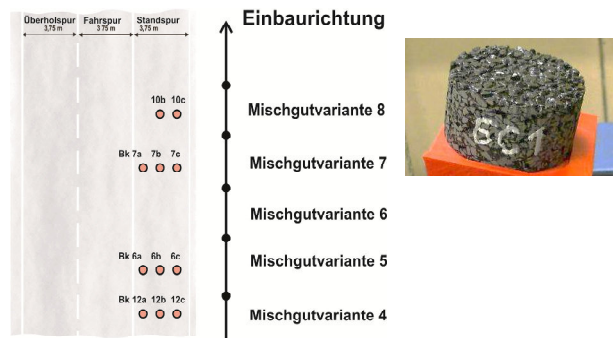 Einbaurichtung
Überholspur Fahrspur Standspur
3,75 m 3 75 m 3,75 m
10b 10c
Mischgutvariante 8
Bk 7a 7b 7c
Mischgutvariante 7
Mischgutvariante 6
Bk 6a 6b 6c
Mischgutvariante 5
Bk 12a 12b 12c
Mischgutvariante 4
6C1